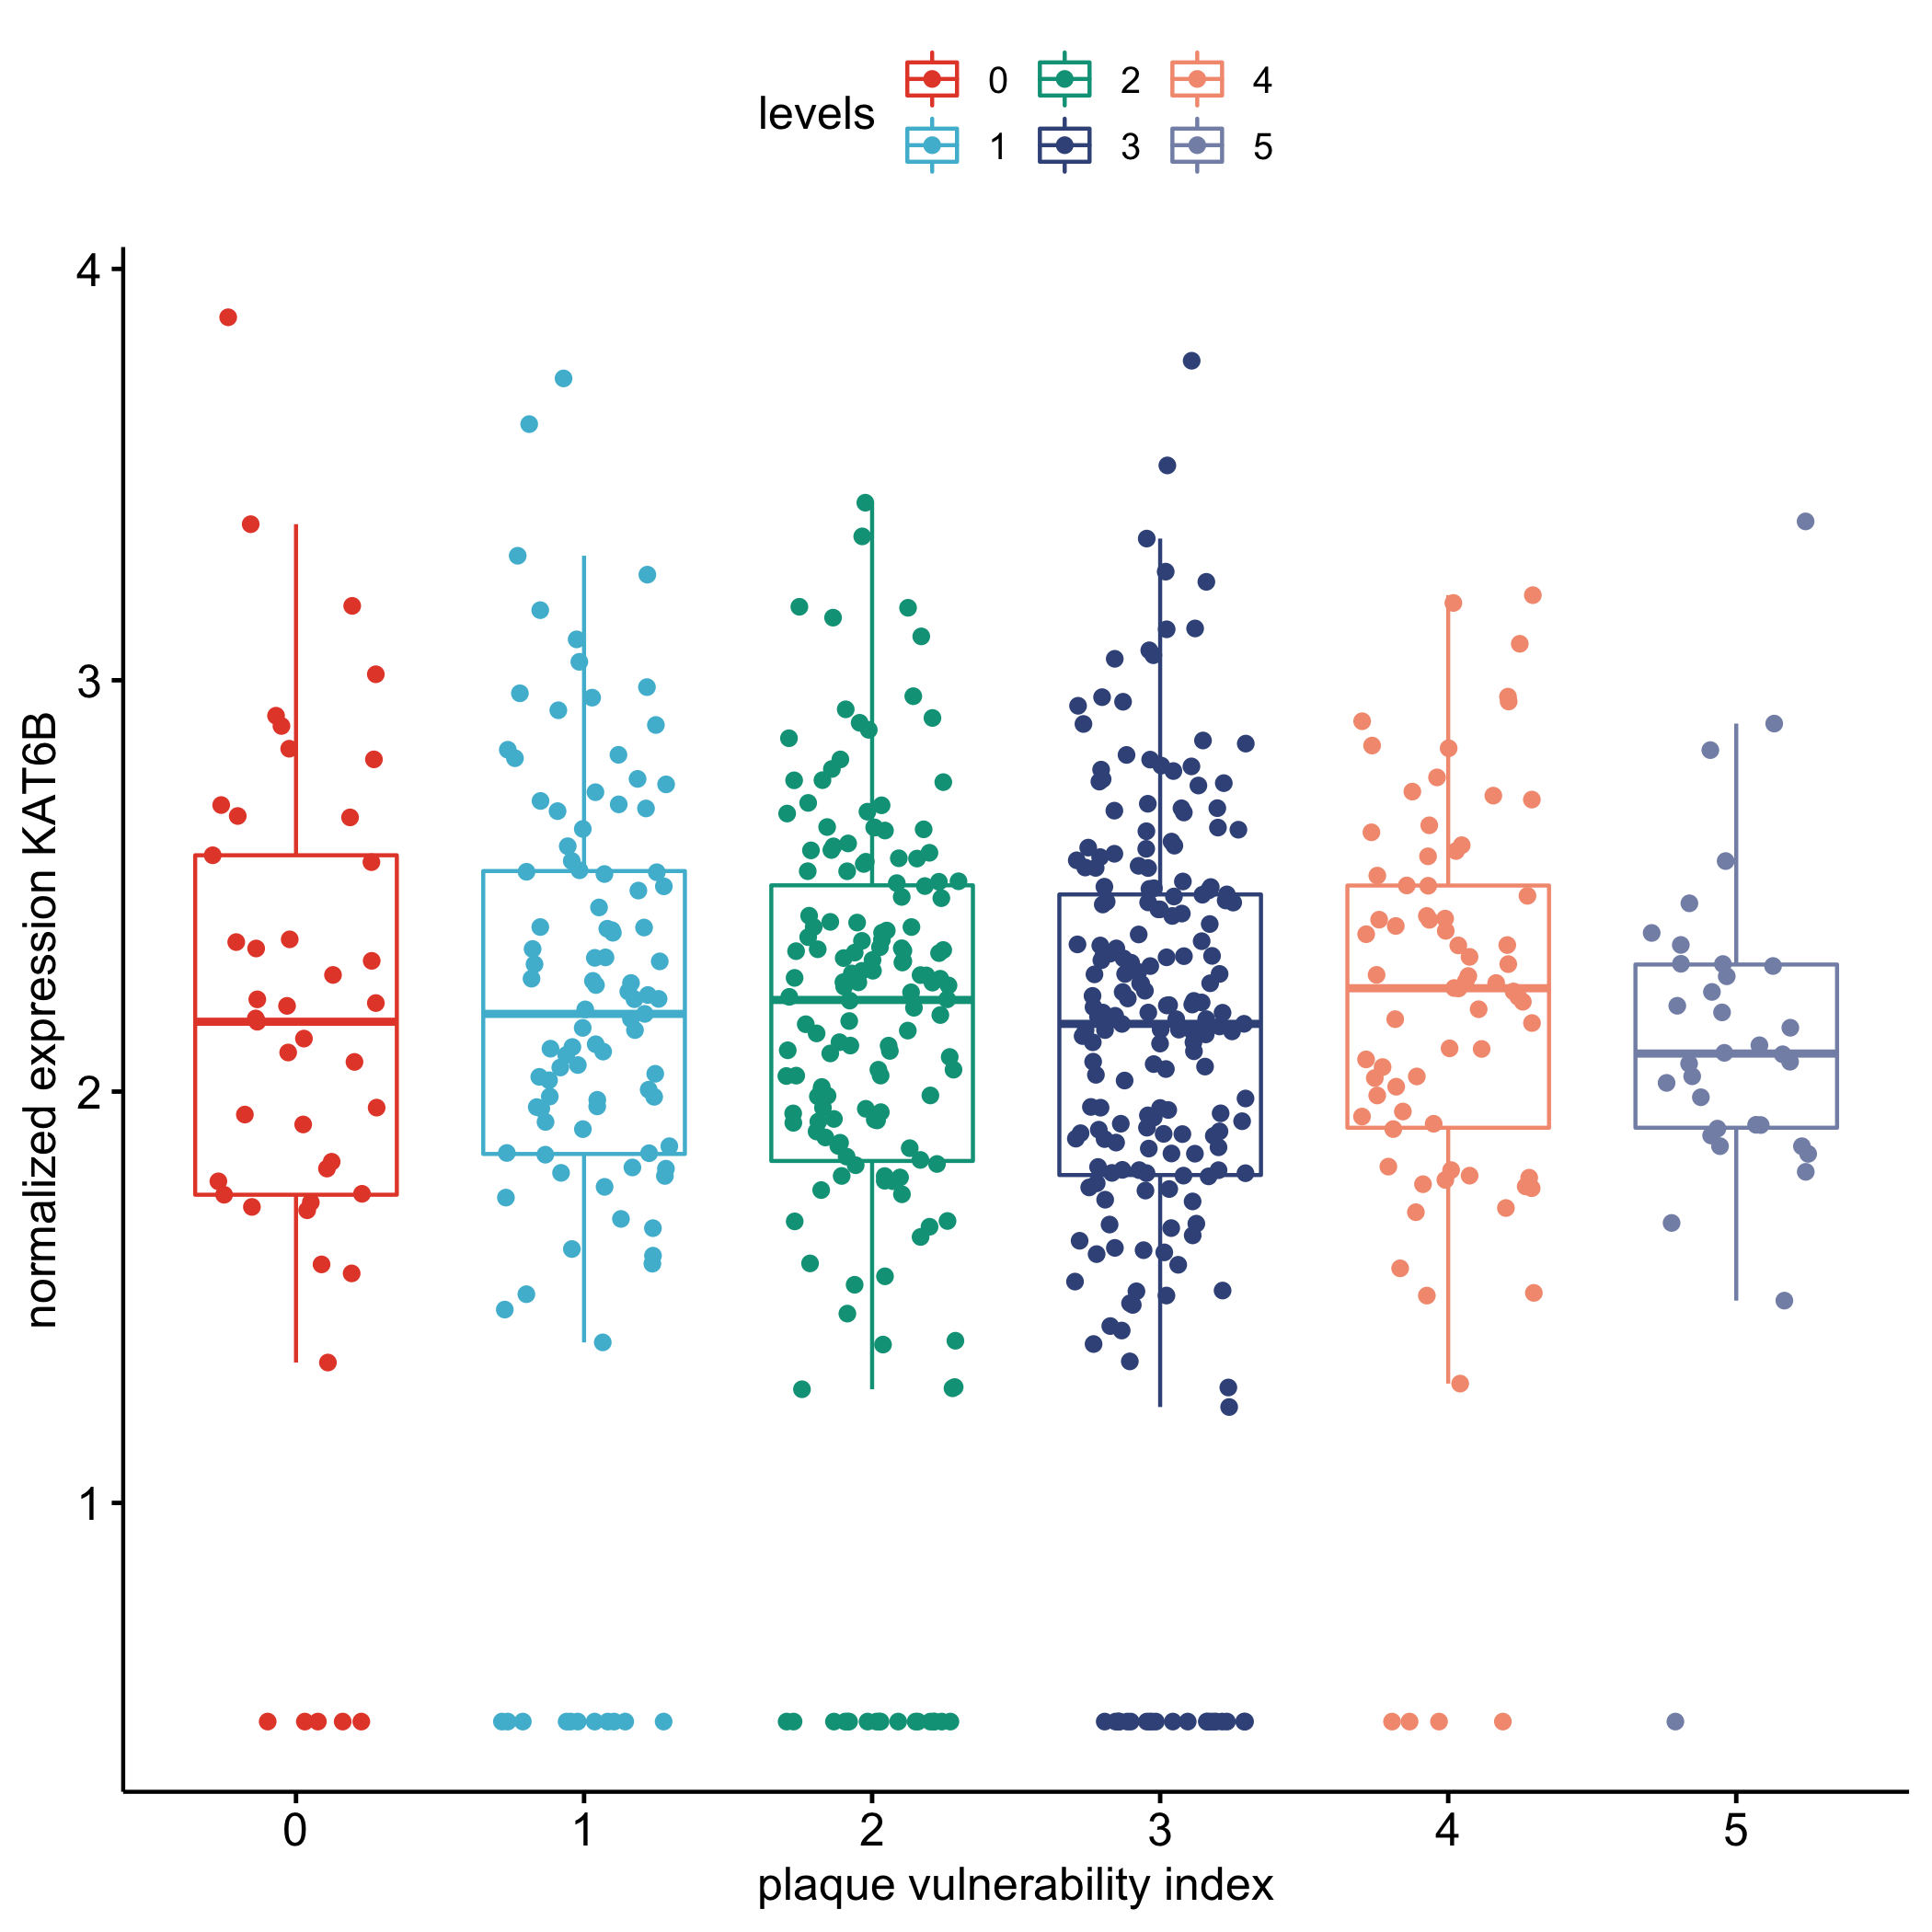 levels
0 2 4
1 3 5
normalized expression KAT6B
4
3
2
1
0 1 2 3 4 5
plaque vulnerability index